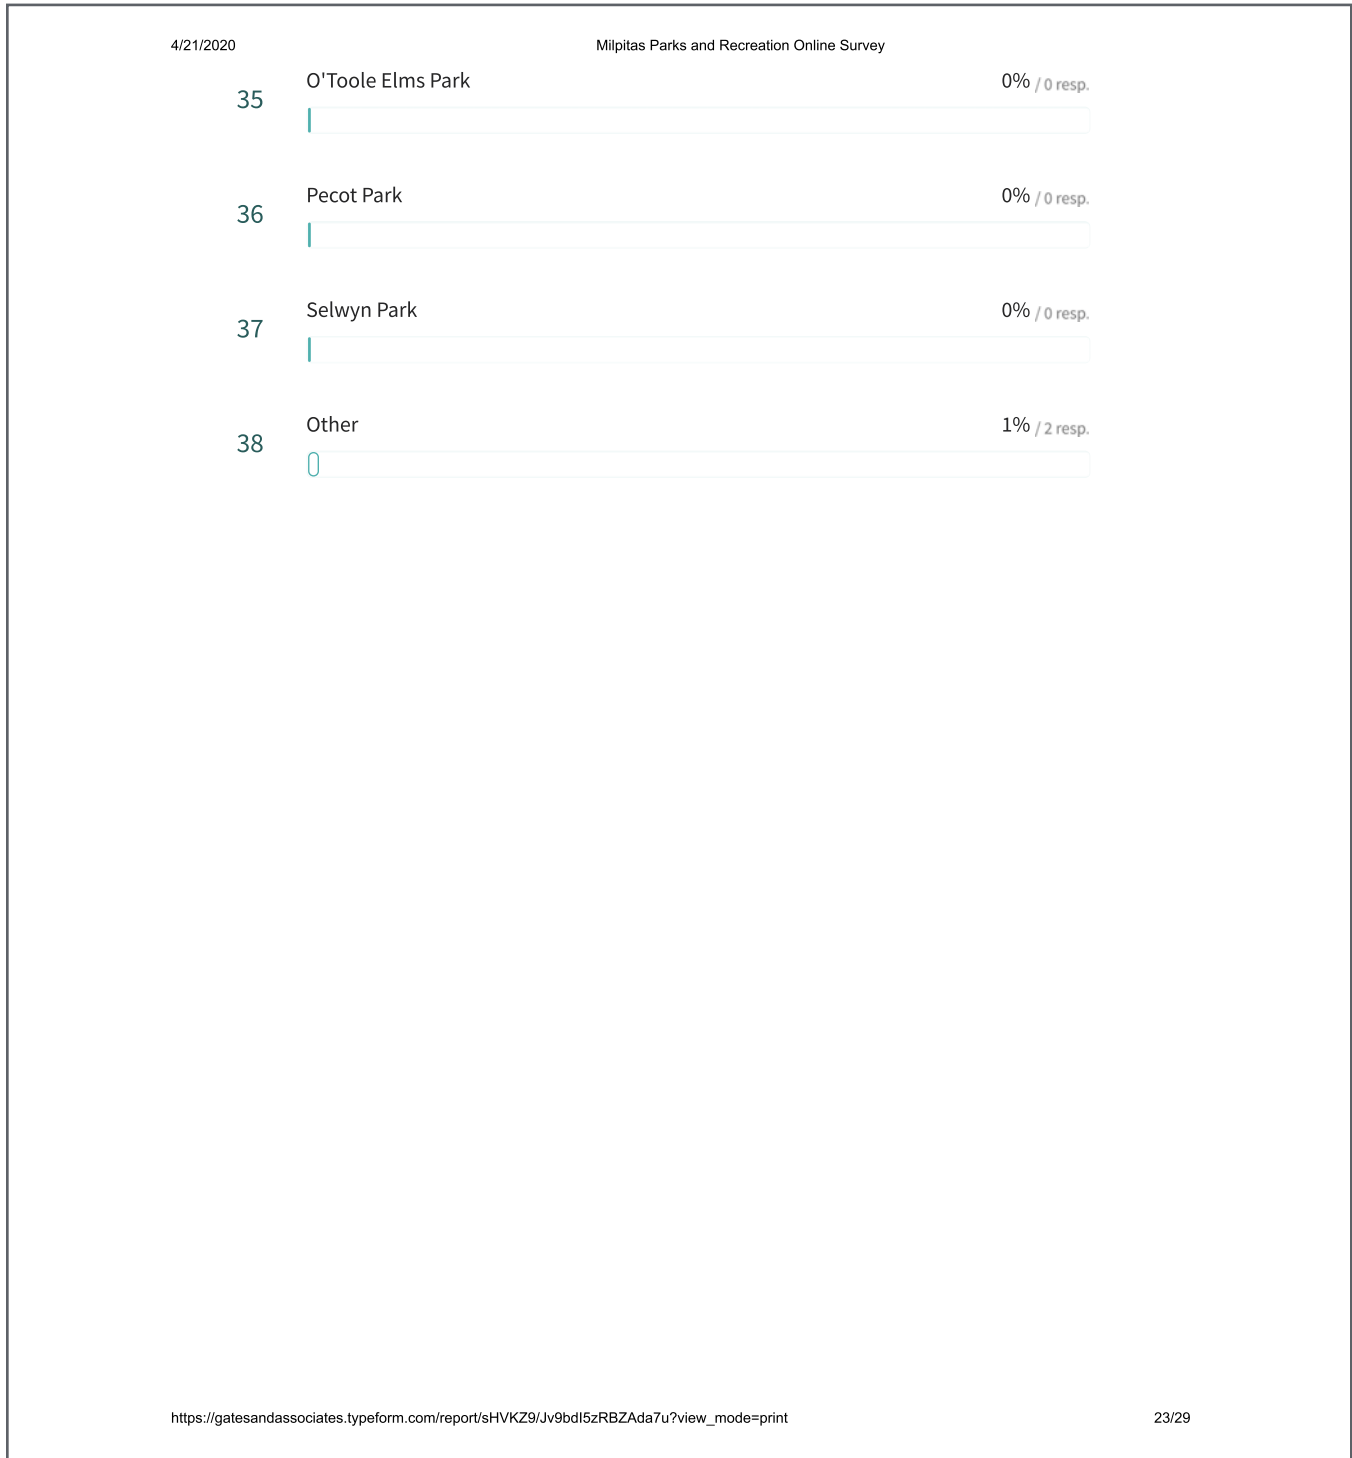 4/21/2020 Milpitas Parks and Recreation Online Survey
35 O'Toole Elms Park 0% / 0 resp.
36 Pecot Park 0% / 0 resp.
37 Selwyn Park 0% / 0 resp.
38 Other 1% / 2 resp.
https://gatesandassociates.typeform.com/report/sHVKZ9/Jv9bdI5zRBZAda7u?view_mode=print 23/29